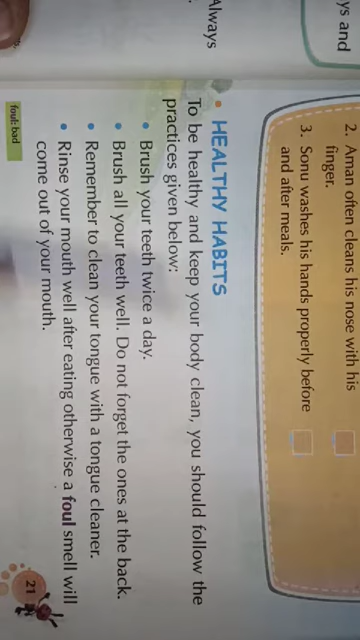 ys and
Always
2. Aman often cleans his nose with his
finger.
3. Sonu washes his hands properly before
and after meals.
• HEALTHY HABITS
To be healthy and keep your body clean, you should follow the
practices given below:
• Brush your teeth twice a day.
• Brush all your teeth well. Do not forget the ones at the back.
• Remember to clean your tongue with a tongue cleaner.
• Rinse your mouth well after eating otherwise a foul smell will
come out of your mouth.
foul: bad
21